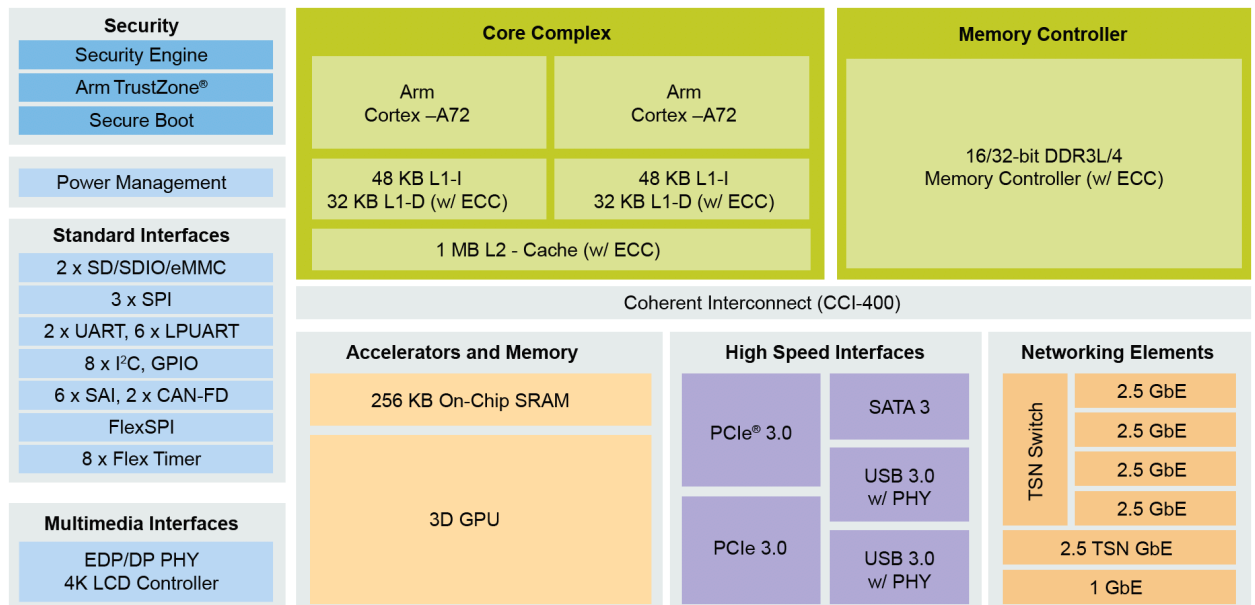 Security
Security Engine
Arm TrustZone®
Secure Boot
Power Management
Standard Interfaces
2 x SD/SDIO/eMMC
3 x SPI
2 x UART, 6 x LPUART
8 x I²C, GPIO
6 x SAI, 2 x CAN-FD
FlexSPI
8 x Flex Timer
Multimedia Interfaces
EDP/DP PHY
4K LCD Controller
Core Complex
Arm
Cortex –A72
Arm
Cortex –A72
48 KB L1-I
32 KB L1-D (w/ ECC)
48 KB L1-I
32 KB L1-D (w/ ECC)
1 MB L2 - Cache (w/ ECC)
Memory Controller
16/32-bit DDR3L/4
Memory Controller (w/ ECC)
Coherent Interconnect (CCI-400)
Accelerators and Memory
256 KB On-Chip SRAM
3D GPU
High Speed Interfaces
PCIe® 3.0
PCIe 3.0
SATA 3
USB 3.0
w/ PHY
USB 3.0
w/ PHY
Networking Elements
TSN Switch
2.5 GbE
2.5 GbE
2.5 GbE
2.5 GbE
2.5 TSN GbE
1 GbE